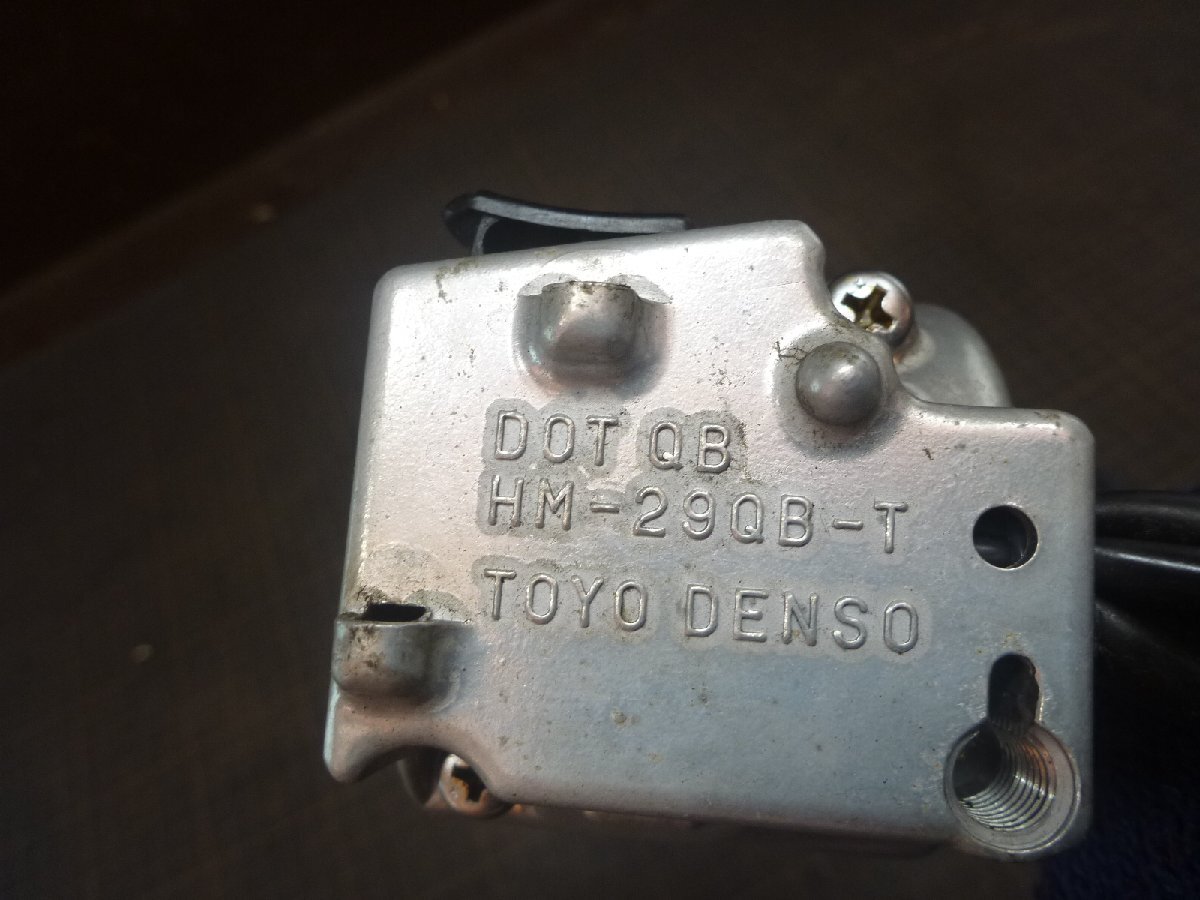 DOT QB
HM-29QB-T
TOYO DENSO